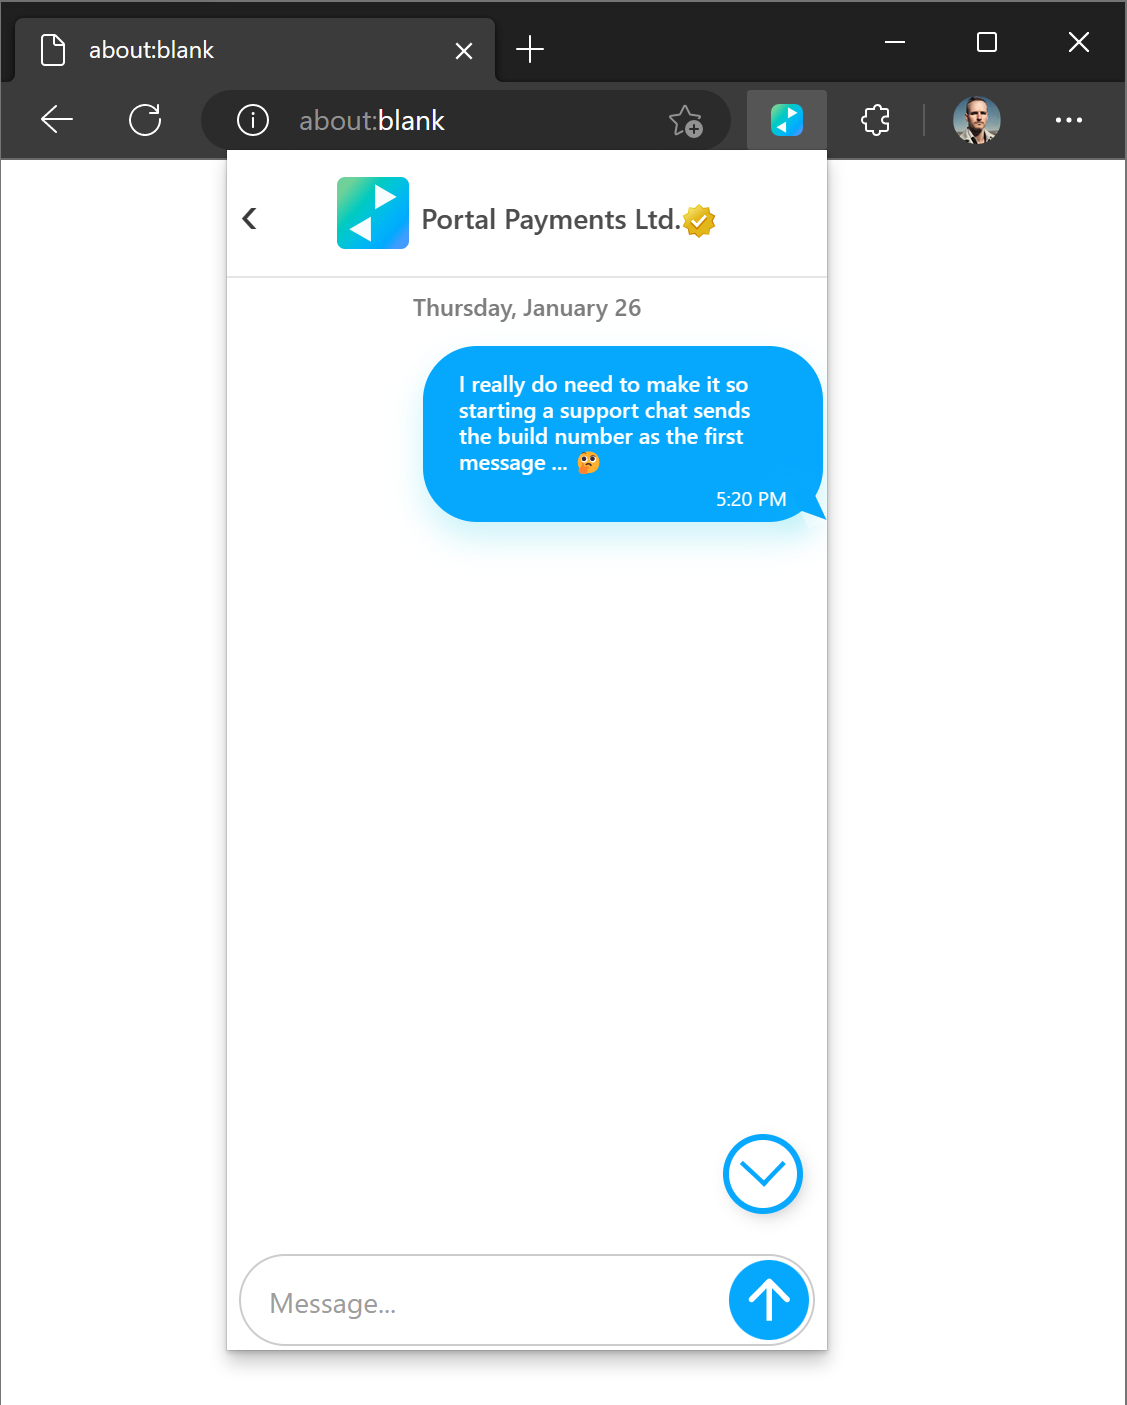 about:blank
about:blank
Portal Payments Ltd.
Thursday, January 26
I really do need to make it so
starting a support chat sends
the build number as the first
message ... 🤔
5:20 PM
Message...